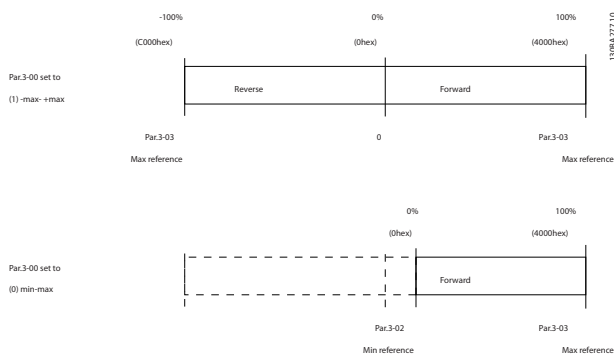 -100% 0% 100%
(C000hex) (0hex) (4000hex)
130BA277.10
Par.3-00 set to
(1) -max- +max
Reverse Forward
Par.3-03 0 Par.3-03
Max reference Max reference
0% 100%
(0hex) (4000hex)
Par.3-00 set to
(0) min-max
Forward
Par.3-02 Par.3-03
Min reference Max reference